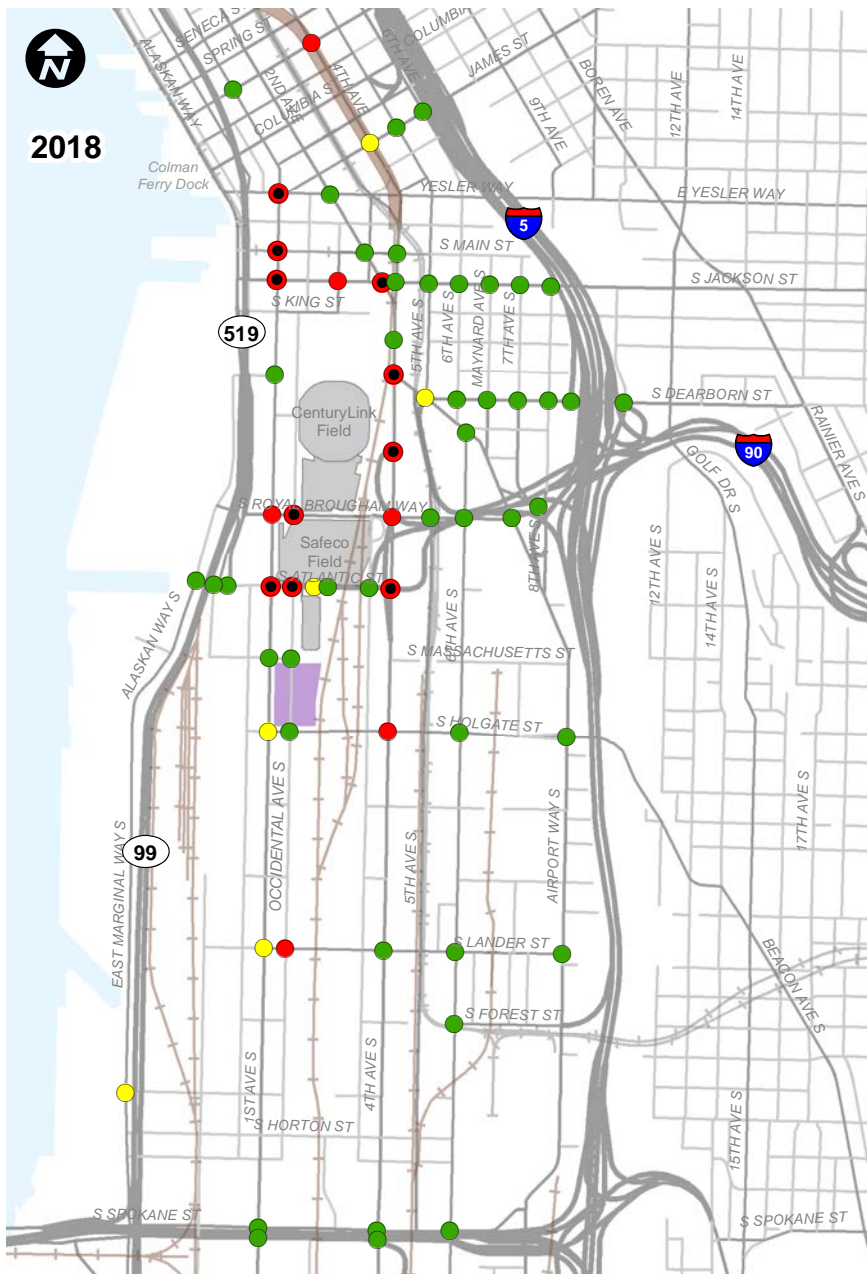 N
2018
SENECA ST
SPRING ST
COLUMBIA
COLUMBIA S
ALASKAN WAY
2ND AVE
4TH AVE
6TH AVE
JAMES ST
9TH AVE
BOREN AVE
12TH AVE
14TH AVE
Colman
Ferry Dock
YESLER WAY
E YESLER WAY
5
S MAIN ST
S JACKSON ST
S KING ST
519
5TH AVE S
6TH AVE S
MAYNARD AVE S
7TH AVE S
CenturyLink
Field
S DEARBORN ST
RAINIER AVE S
90
GOLF DR S
S ROYAL BROUGHAM WAY
Safeco
Field
8TH AVE S
12TH AVE S
14TH AVE S
S ATLANTIC ST
ALASKAN WAY S
6TH AVE S
S MASSACHUSETTS ST
S HOLGATE ST
OCCIDENTAL AVE S
5TH AVE S
AIRPORT WAY S
17TH AVE S
99
EAST MARGINAL WAY S
S LANDER ST
BEACON AVE S
S FOREST ST
1ST AVE S
4TH AVE S
S HORTON ST
15TH AVE S
S SPOKANE ST
S SPOKANE ST